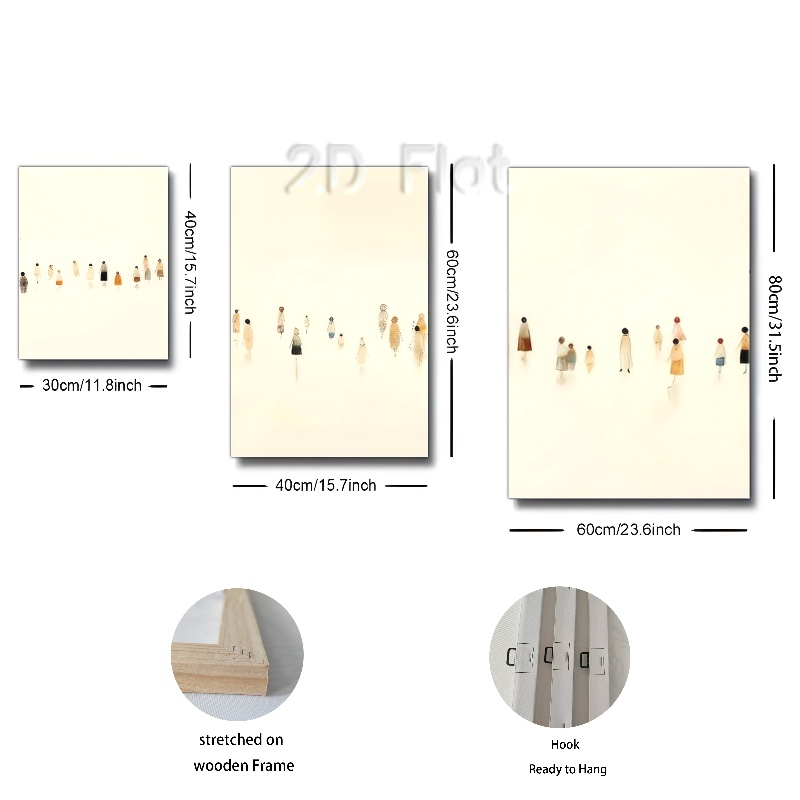 2D Flat
40cm/15.7inch
30cm/11.8inch
60cm/23.6inch
40cm/15.7inch
80cm/31.5inch
60cm/23.6inch
stretched on
wooden Frame
Hook
Ready to Hang